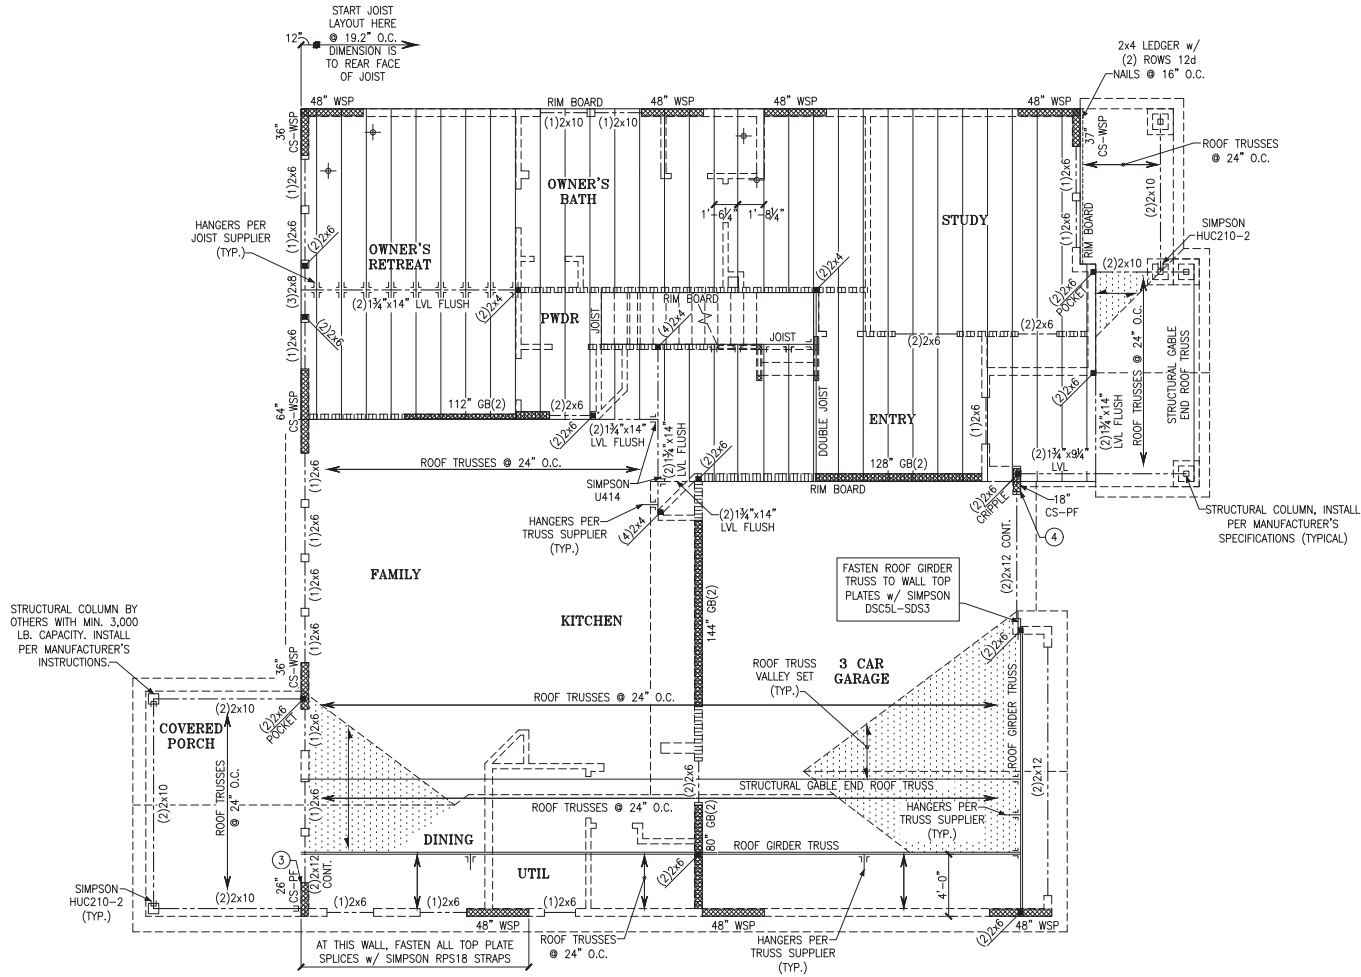 START JOIST
LAYOUT HERE
@ 19.2" O.C.
DIMENSION IS
TO REAR FACE
OF JOIST
12"
2x4 LEDGER w/
(2) ROWS 12d
NAILS @ 16" O.C.
48" WSP
RIM BOARD
48" WSP
48" WSP
48" WSP
(1)2x10
(1)2x10
36"
CS-WSP
37"
CS-WSP
ROOF TRUSSES
@ 24" O.C.
(1)2x6
(1)2x6
(1)2x6
(1)2x6
(2)2x10
OWNER'S
BATH
1'-6¼"
1'-8¼"
STUDY
RIM BOARD
SIMPSON
HUC210-2
HANGERS PER
JOIST SUPPLIER
(TYP.)
(2)2x6
OWNER'S
RETREAT
(2)2x4
(2)2x10
(3)2x8
(2)1¾"x14" LVL FLUSH
(2)2x4
RIM BOARD
(2)2x6
POCKET
(2)2x6
PWDR
JOIST
(4)2x4
JOIST
(2)2x6
(2)2x6
(1)2x6
ROOF TRUSSES @ 24" O.C.
STRUCTURAL GABLE
END ROOF TRUSS
(2)2x6
64"
CS-WSP
112" GB(2)
(2)2x6
(2)2x6
(2)1¾"x14"
LVL FLUSH
(2)1¾"x14"
LVL FLUSH
DOUBLE JOIST
ENTRY
(1)2x6
(2)1¾"x14"
LVL FLUSH
(2)1¾"x9¼"
LVL
ROOF TRUSSES @ 24" O.C.
(1)2x6
SIMPSON
U414
(2)2x6
128" GB(2)
RIM BOARD
(2)2x6
CRIPPLE
18"
CS-PF
4
STRUCTURAL COLUMN, INSTALL
PER MANUFACTURER'S
SPECIFICATIONS (TYPICAL)
HANGERS PER
TRUSS SUPPLIER
(TYP.)
(4)2x4
(2)1¾"x14"
LVL FLUSH
(1)2x6
(2)2x12 CONT.
FAMILY
(1)2x6
FASTEN ROOF GIRDER
TRUSS TO WALL TOP
PLATES w/ SIMPSON
DSC5L-SDS3
STRUCTURAL COLUMN BY
OTHERS WITH MIN. 3,000
LB. CAPACITY. INSTALL
PER MANUFACTURER'S
INSTRUCTIONS.
KITCHEN
144" GB(2)
(1)2x6
(2)2x6
36"
CS-WSP
ROOF TRUSS
VALLEY SET
(TYP.)
3 CAR
GARAGE
ROOF TRUSSES @ 24" O.C.
(2)2x10
(2)2x6
POCKET
COVERED
PORCH
(1)2x6
ROOF GIRDER TRUSS
ROOF TRUSSES
@ 24" O.C.
(2)2x10
(2)2x6
(2)2x12
STRUCTURAL GABLE END ROOF TRUSS
(1)2x6
ROOF TRUSSES @ 24" O.C.
HANGERS PER
TRUSS SUPPLIER
(TYP.)
80" GB(2)
DINING
ROOF GIRDER TRUSS
3
(2)2x12
CONT.
UTIL
(2)2x6
SIMPSON
HUC210-2
(TYP.)
(2)2x10
26"
CS-PF
4'-0"
(1)2x6
(1)2x6
(1)2x6
48" WSP
48" WSP
48" WSP
(2)2x6
AT THIS WALL, FASTEN ALL TOP PLATE
SPLICES w/ SIMPSON RPS18 STRAPS
ROOF TRUSSES
@ 24" O.C.
HANGERS PER
TRUSS SUPPLIER
(TYP.)